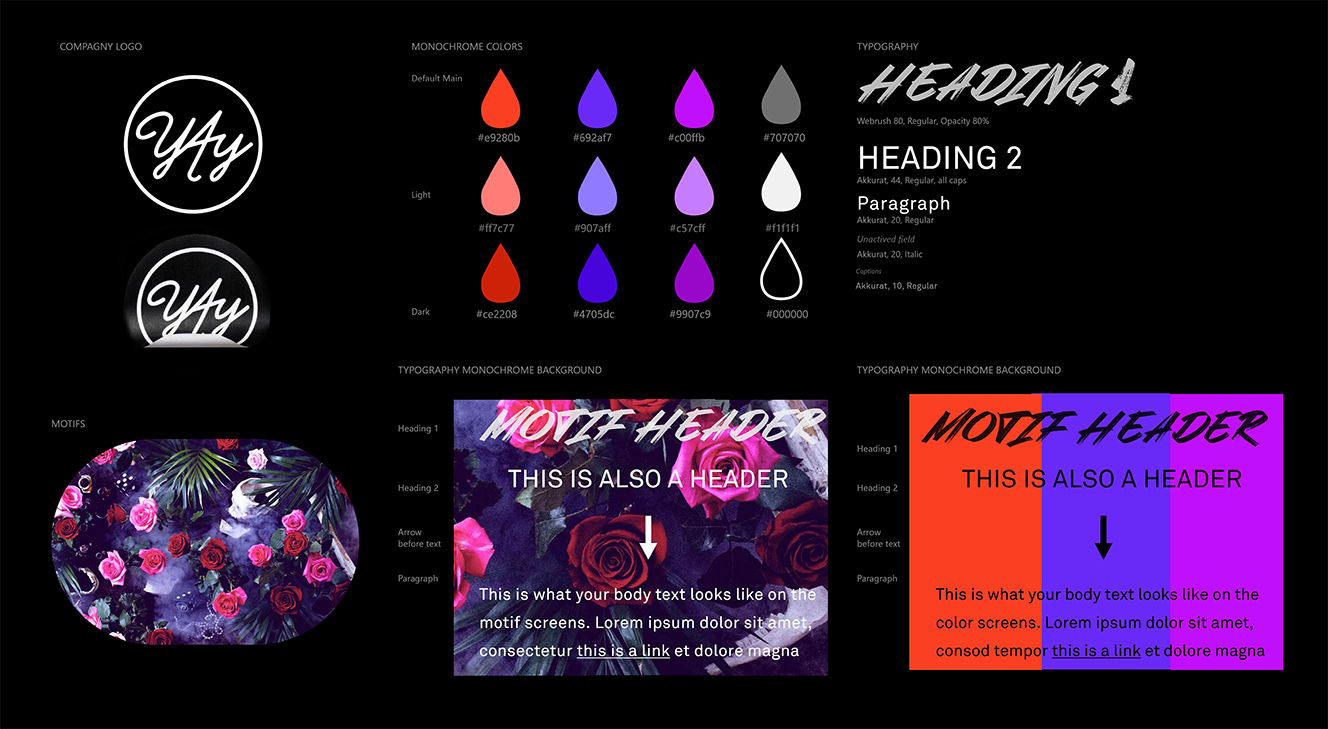 COMPAGNY LOGO
yAy
yAy
MONOCHROME COLORS
Default Main
#e9280b
#692af7
#c00ffb
#707070
Light
#ff7c77
#907aff
#c57cff
#f1f1f1
Dark
#ce2208
#4705dc
#9907c9
#000000
TYPOGRAPHY
HEADING 1
Webrush 80, Regular, Opacity 80%
HEADING 2
Akkurat, 44, Regular, all caps
Paragraph
Akkurat, 20, Regular
Unactived field
Akkurat, 20, Italic
Captions
Akkurat, 10, Regular
MOTIFS
TYPOGRAPHY MONOCHROME BACKGROUND
Heading 1
Heading 2
Arrow
before text
Paragraph
MOTIF HEADER
THIS IS ALSO A HEADER
This is what your body text looks like on the
motif screens. Lorem ipsum dolor sit amet,
consectetur this is a link et dolore magna
TYPOGRAPHY MONOCHROME BACKGROUND
Heading 1
Heading 2
Arrow
before text
Paragraph
MOTIF HEADER
THIS IS ALSO A HEADER
This is what your body text looks like on the
color screens. Lorem ipsum dolor sit amet,
consod tempor this is a link et dolore magna